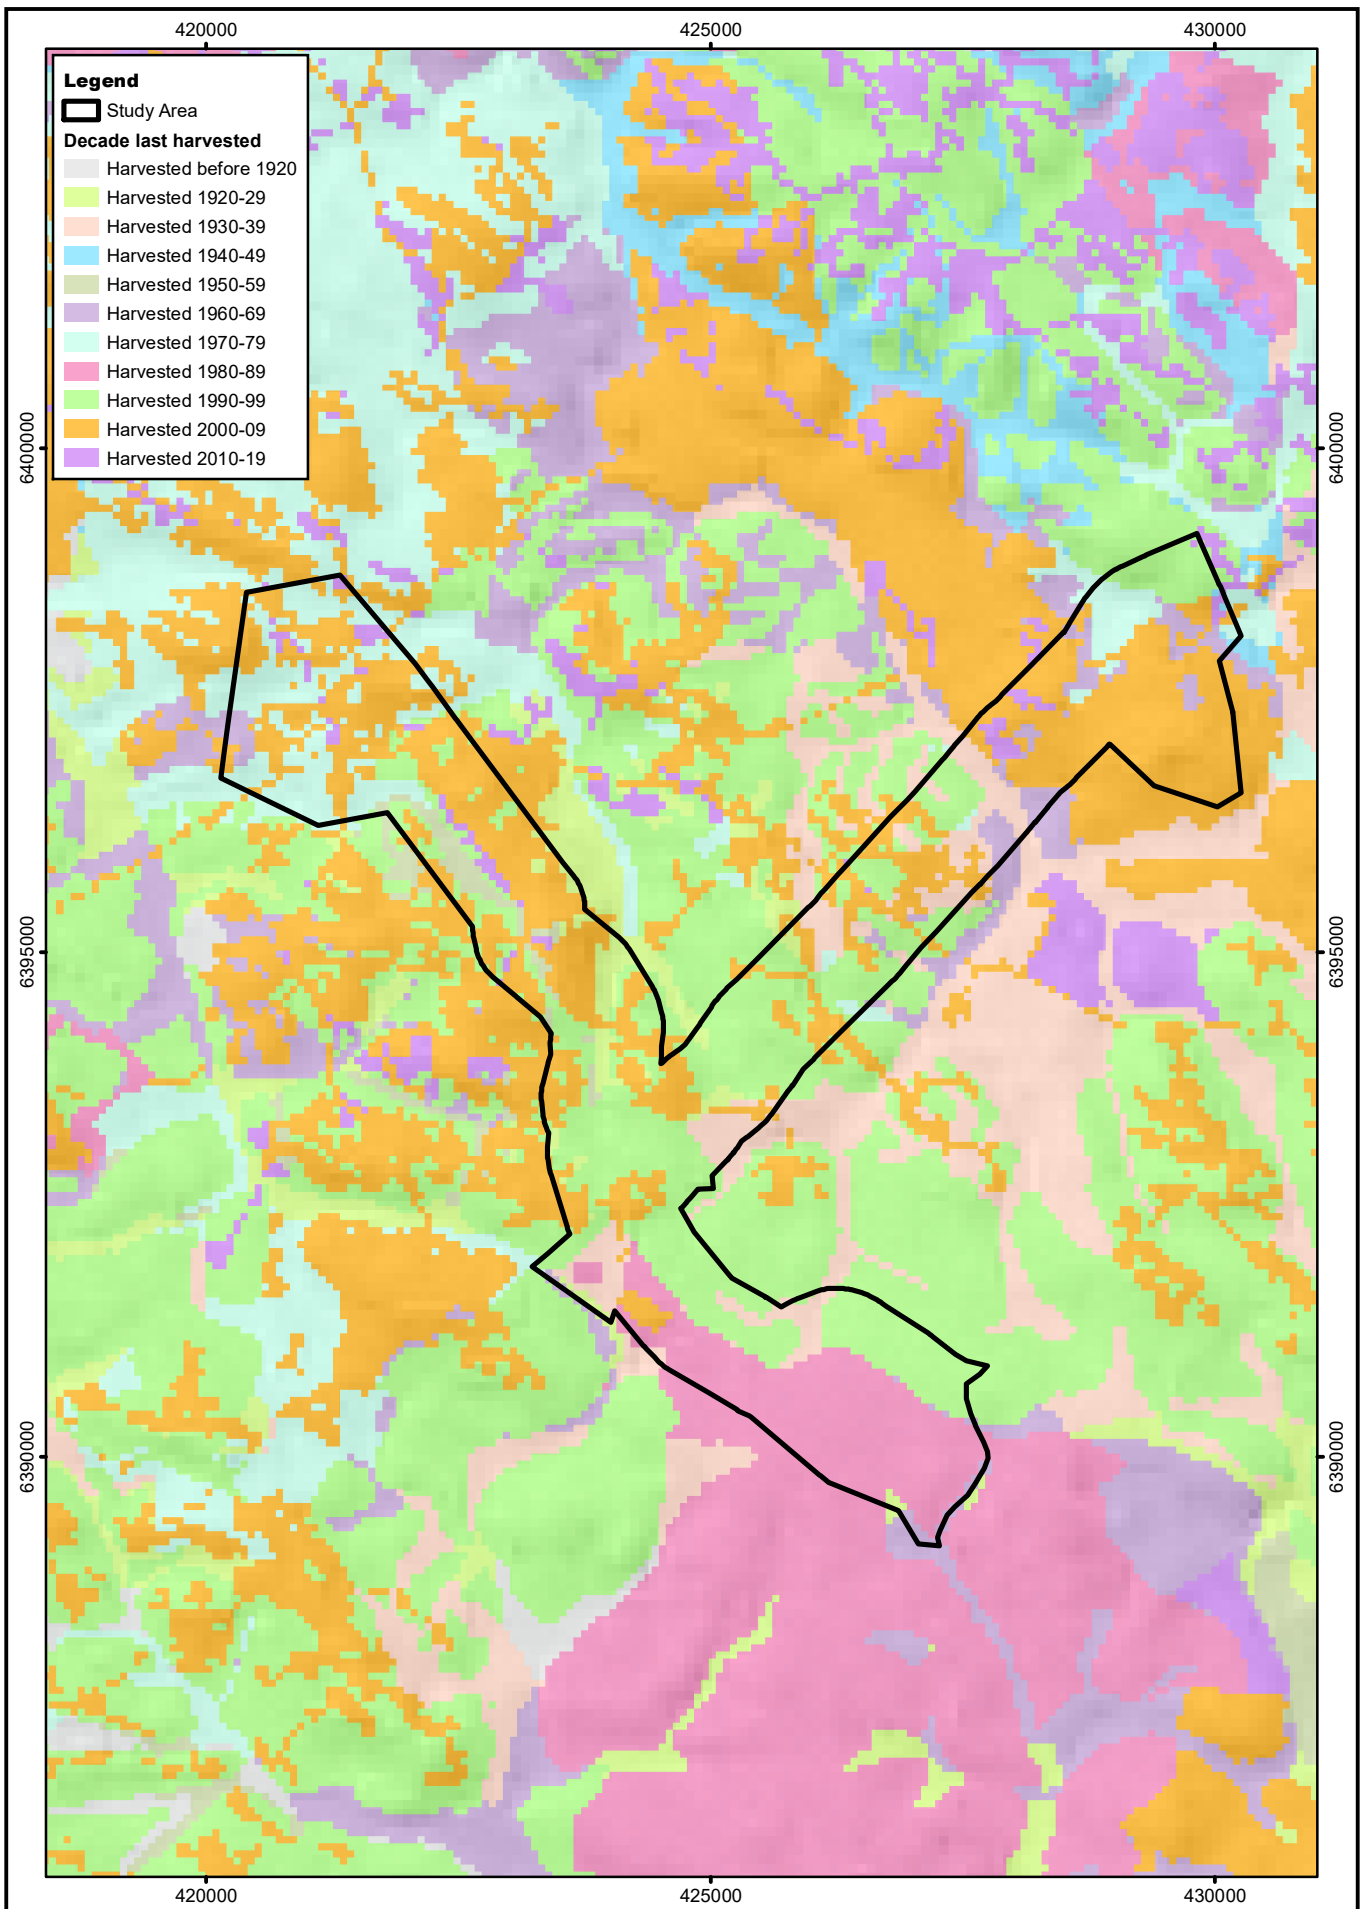 420000 425000 430000
Legend
Study Area
Decade last harvested
Harvested before 1920
Harvested 1920-29
Harvested 1930-39
Harvested 1940-49
Harvested 1950-59
Harvested 1960-69
Harvested 1970-79
Harvested 1980-89
Harvested 1990-99
Harvested 2000-09
Harvested 2010-19
6400000 6400000
6395000 6395000
6390000 6390000
420000 425000 430000